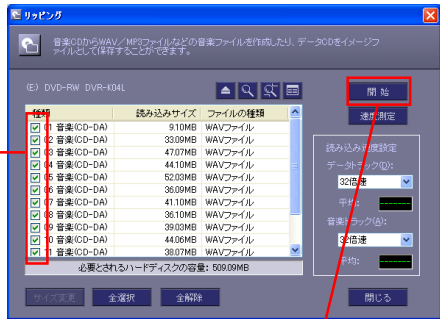 リッピング
音楽CDからWAV／MP3ファイルなどの音楽ファイルを作成したり、データCDをイメージフ
ァイルとして保存することができます。
(E:) DVD-RW DVR-K04L
開 始
種類 読み込みサイズ ファイルの種類
速度測定
01 音楽(CD-DA) 9.10MB WAVファイル
02 音楽(CD-DA) 33.09MB WAVファイル
03 音楽(CD-DA) 47.07MB WAVファイル
04 音楽(CD-DA) 44.10MB WAVファイル
05 音楽(CD-DA) 52.03MB WAVファイル
06 音楽(CD-DA) 36.09MB WAVファイル
07 音楽(CD-DA) 41.10MB WAVファイル
08 音楽(CD-DA) 36.10MB WAVファイル
09 音楽(CD-DA) 39.03MB WAVファイル
10 音楽(CD-DA) 44.06MB WAVファイル
11 音楽(CD-DA) 38.07MB WAVファイル
必要とされるハードディスクの容量: 509.09MB
読み込み速度設定
データトラック(D):
32倍速
平均:
音楽トラック(A):
32倍速
平均:
サイズ変更 全選択 全解除 閉じる